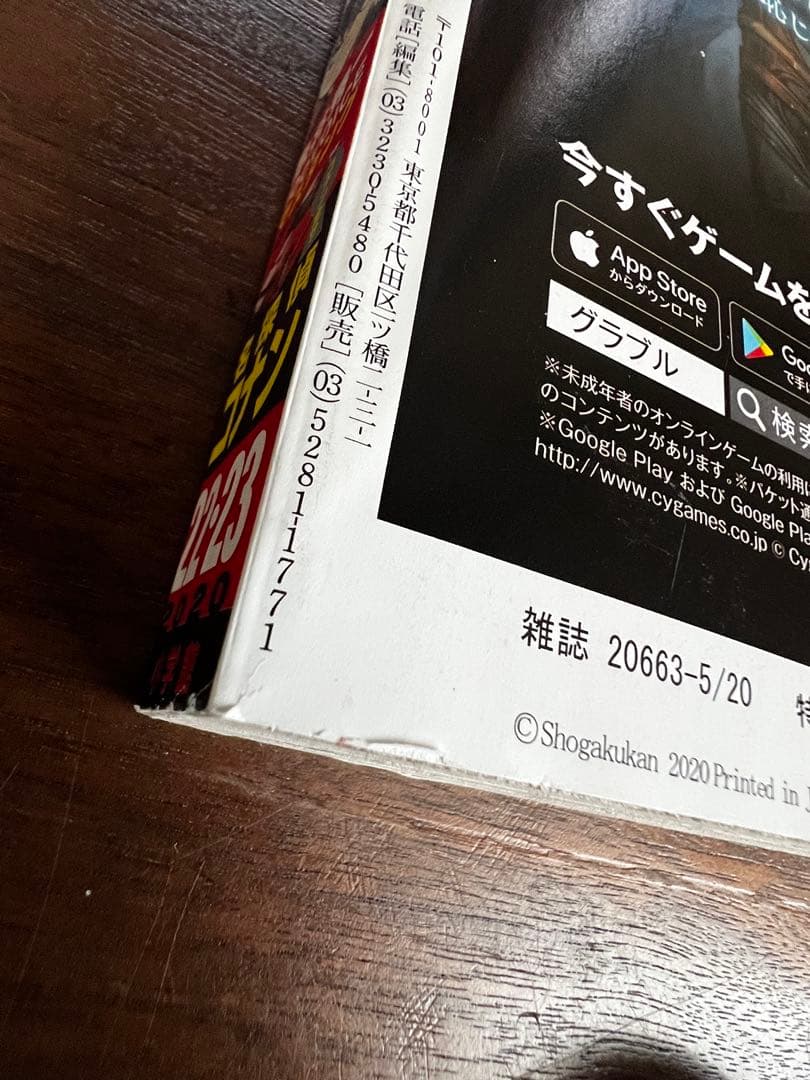 〒101-8001 東京都千代田区一ツ橋二-三-一
電話[編集](03)3230-5480 [販売](03)5281-1771
コナン
22・23
2020
今すぐゲームを
App Store
からダウンロード
グラブル
検索
※未成年者のオンラインゲームの利用は
のコンテンツがあります。※パケット通
※Google Play および Google Pla
http://www.cygames.co.jp © Cy
雑誌 20663-5/20
©Shogakukan 2020 Printed in J